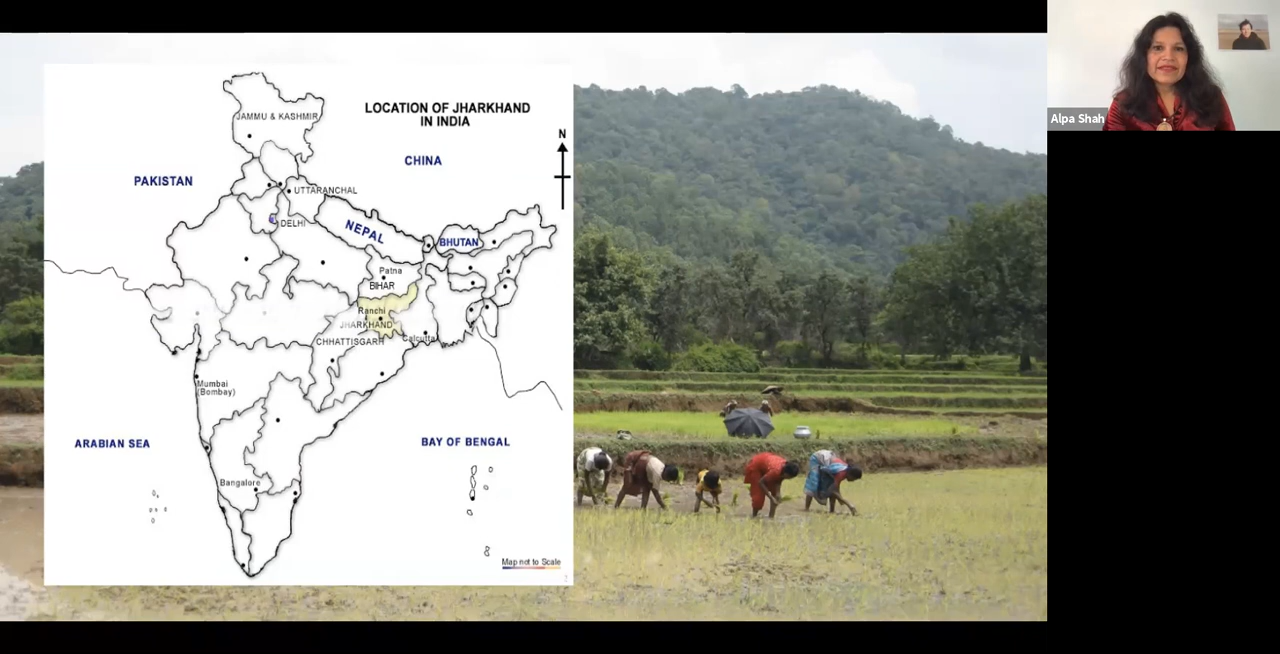 LOCATION OF JHARKHAND
IN INDIA
JAMMU & KASHMIR
N
CHINA
PAKISTAN
UTTARANCHAL
DELHI
NEPAL
BHUTAN
Patna
BIHAR
Ranchi
JHARKHAND
CHHATTISGARH
Calcutta
Mumbai
(Bombay)
ARABIAN SEA
BAY OF BENGAL
Bangalore
Map not to Scale
Alpa Shah